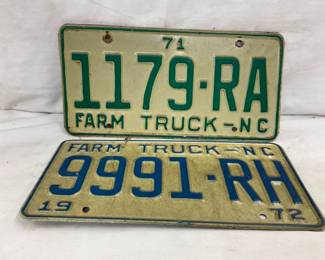 71
1179-RA
FARM TRUCK-NC
FARM TRUCK-NC
9991-RH
19 72